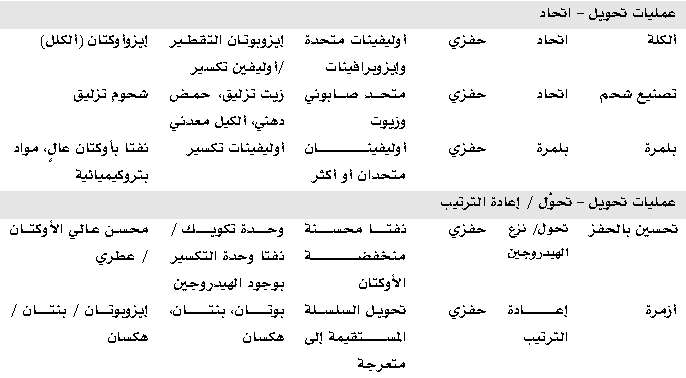 عمليات تحويل – اتحاد
ألكلة اتحاد حفزي أوليفينات متحدة إيزوبوتان التقطير إيزوأوكتان (ألكلل)
وإيزوبرافينات /أوليفين تكسير
تصنيع شحم اتحاد حفزي متحد صابوني زيت تزليق، حمض شحوم تزليق
وزيوت دهني، ألكيل معدني
بلمرة بلمرة حفزي أوليفينان أوليفينات تكسير نفتا بأوكتان عالٍ، مواد
متحدان أو أكثر بتروكيميائية
عمليات تحويل – تحوُّل / إعادة الترتيب
تحسين بالحفز تحول/ نزع حفزي نفتا محسنة وحدة تكويك / محسن عالي الأوكتان
الهيدروجين منخفضة نفتا وحدة التكسير / عطري
الأوكتان بوجود الهيدروجين
أزمرة إعادة حفزي تحويل السلسلة بوتان، بنتان، إيزوبوتان / بنتان /
الترتيب المستقيمة إلى هكسان هكسان
متعرجة